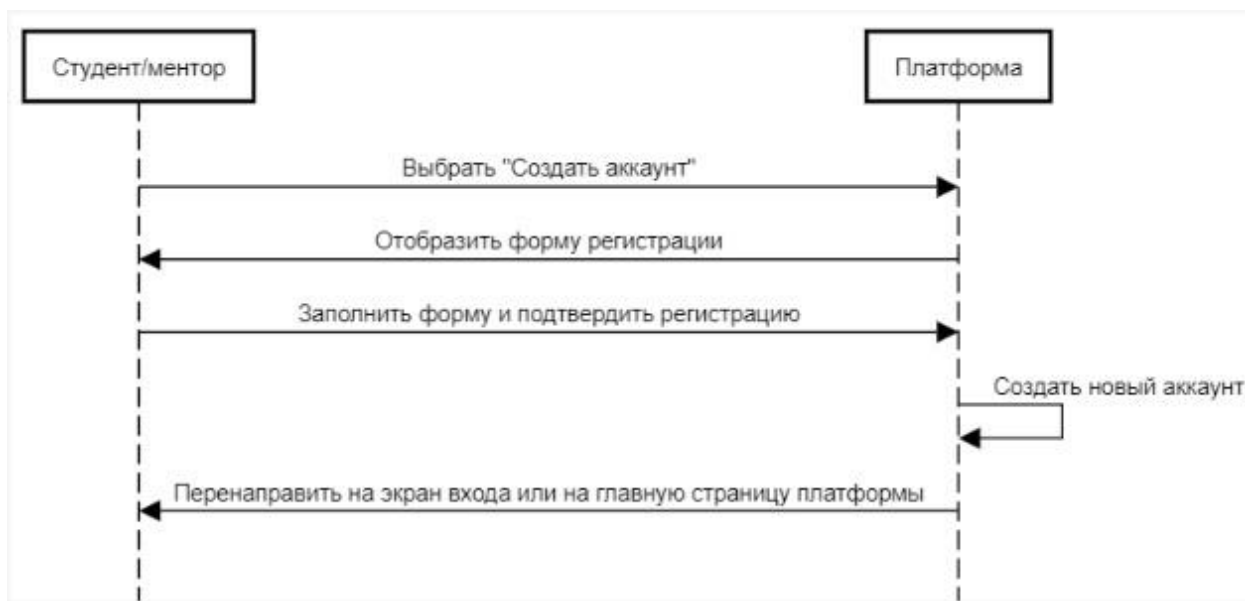 Студент/ментор
Платформа
Выбрать "Создать аккаунт"
Отобразить форму регистрации
Заполнить форму и подтвердить регистрацию
Создать новый аккаунт
Перенаправить на экран входа или на главную страницу платформы